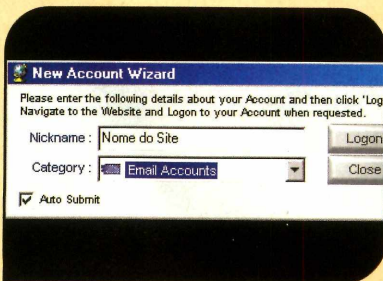 New Account Wizard
Please enter the following details about your Account and then click 'Log
Navigate to the Website and Logon to your Account when requested.
Nickname : Nome do Site
Logon
Category : Email Accounts
Close
Auto Submit